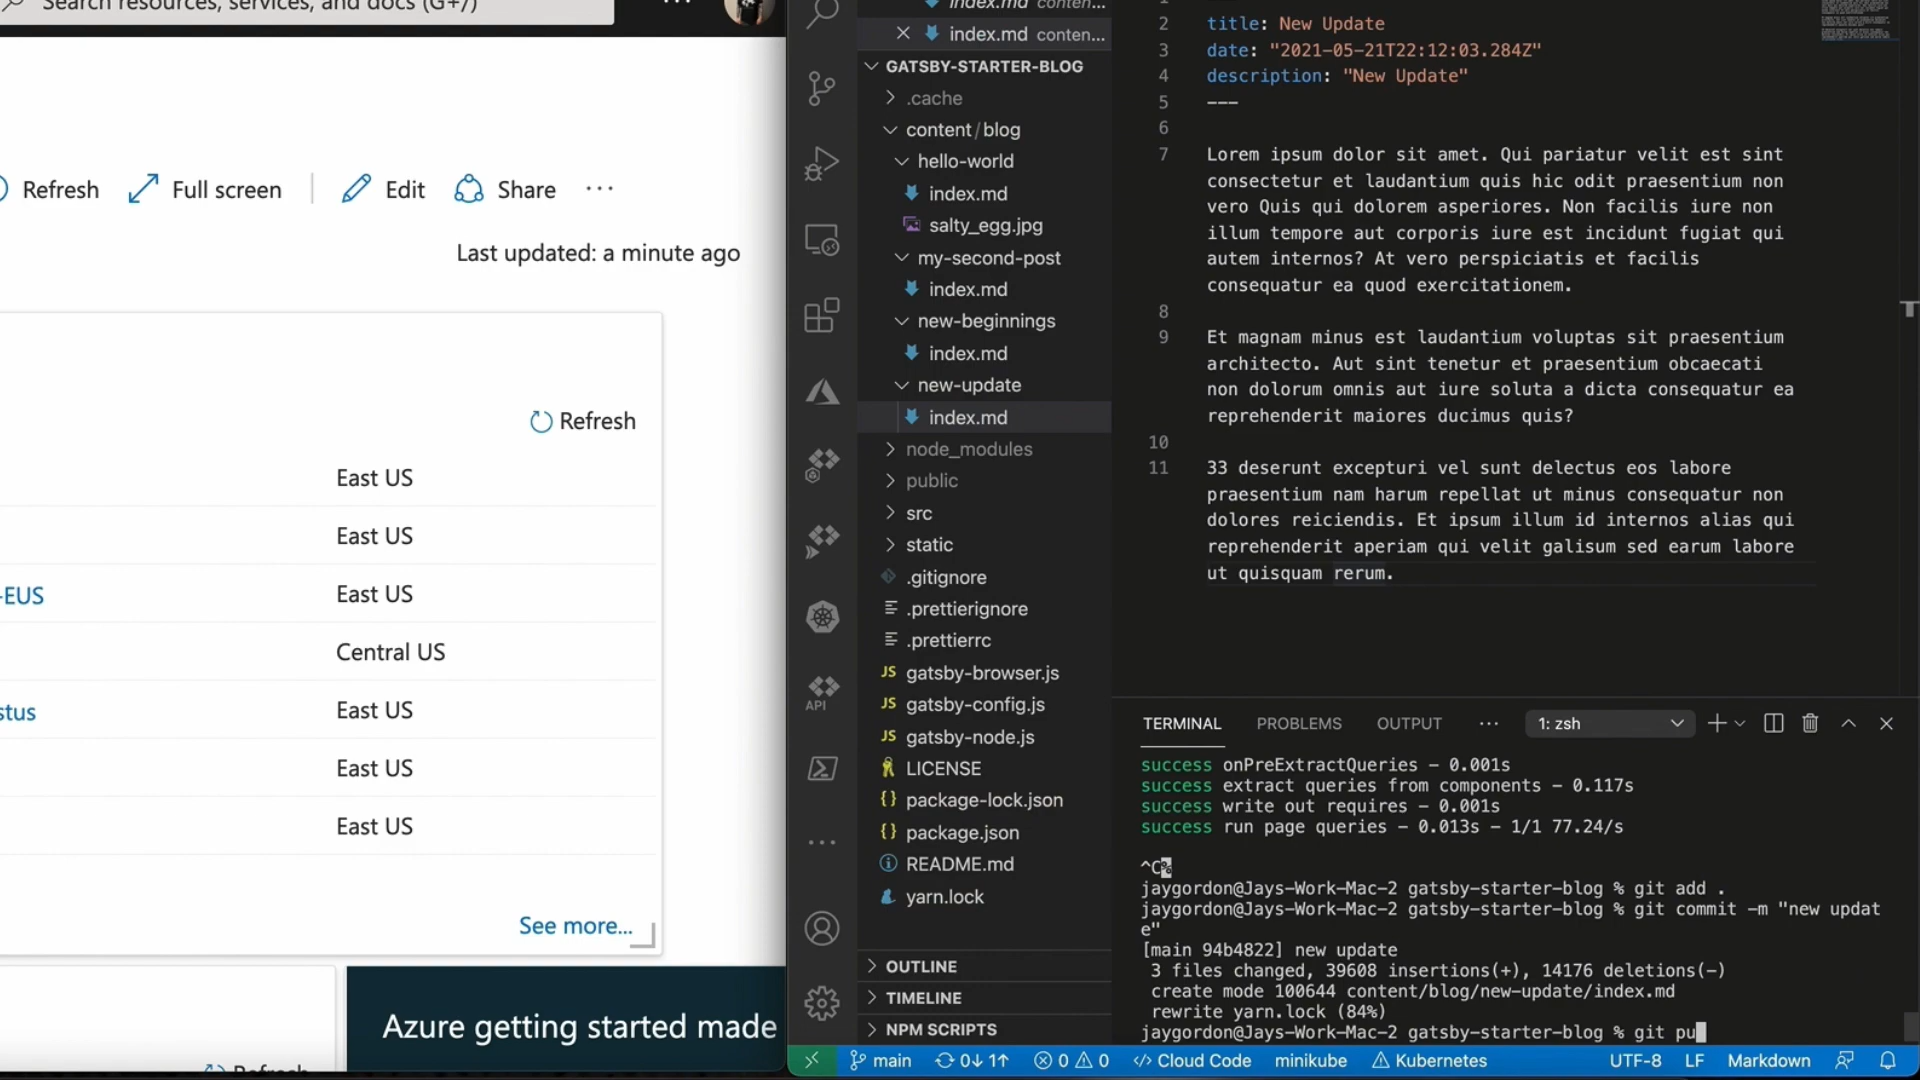 Search resources, services, and docs (G+/)
Refresh
Full screen
Edit
Share
Last updated: a minute ago
Refresh
East US
East US
-EUS
East US
Central US
stus
East US
East US
East US
See more...
Azure getting started made
Refresh
index.md conten...
index.md conten...
GATSBY-STARTER-BLOG
.cache
content/blog
hello-world
index.md
salty_egg.jpg
my-second-post
index.md
new-beginnings
index.md
new-update
index.md
node_modules
public
src
static
.gitignore
.prettierignore
.prettierrc
JS gatsby-browser.js
JS gatsby-config.js
JS gatsby-node.js
LICENSE
{} package-lock.json
{} package.json
README.md
yarn.lock
OUTLINE
TIMELINE
NPM SCRIPTS
API
1
2 title: New Update
3 date: "2021-05-21T22:12:03.284Z"
4 description: "New Update"
5 ---
6
7 Lorem ipsum dolor sit amet. Qui pariatur velit est sint
consectetur et laudantium quis hic odit praesentium non
vero Quis qui dolorem asperiores. Non facilis iure non
illum tempore aut corporis iure est incidunt fugiat qui
autem internos? At vero perspiciatis et facilis
consequatur ea quod exercitationem.
8
9 Et magnam minus est laudantium voluptas sit praesentium
architecto. Aut sint tenetur et praesentium obcaecati
non dolorum omnis aut iure soluta a dicta consequatur ea
reprehenderit maiores ducimus quis?
10
11 33 deserunt excepturi vel sunt delectus eos labore
praesentium nam harum repellat ut minus consequatur non
dolores reiciendis. Et ipsum illum id internos alias qui
reprehenderit aperiam qui velit galisum sed earum labore
ut quisquam rerum.
TERMINAL PROBLEMS OUTPUT ... 1: zsh
success onPreExtractQueries - 0.001s
success extract queries from components - 0.117s
success write out requires - 0.001s
success run page queries - 0.013s - 1/1 77.24/s
^C%
jaygordon@Jays-Work-Mac-2 gatsby-starter-blog % git add .
jaygordon@Jays-Work-Mac-2 gatsby-starter-blog % git commit -m "new updat
e"
[main 94b4822] new update
3 files changed, 39608 insertions(+), 14176 deletions(-)
create mode 100644 content/blog/new-update/index.md
rewrite yarn.lock (84%)
jaygordon@Jays-Work-Mac-2 gatsby-starter-blog % git pu
main 0↓ 1↑ 0 0 Cloud Code minikube Kubernetes UTF-8 LF Markdown